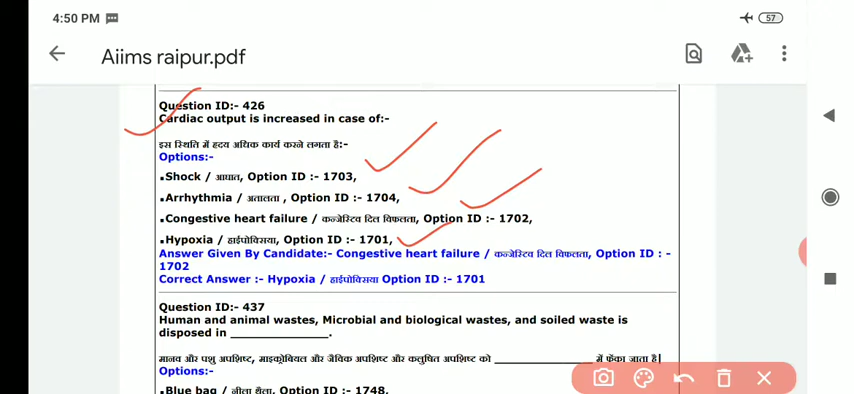 4:50 PM
57
Aiims raipur.pdf
Question ID:- 426
Cardiac output is increased in case of:-
इस स्थिति में हृदय अधिक कार्य करने लगता है:-
Options:-
▪Shock / आघात, Option ID :- 1703,
▪Arrhythmia / अतालता , Option ID :- 1704,
▪Congestive heart failure / कन्जेस्टिव दिल विफलता, Option ID :- 1702,
▪Hypoxia / हाईपोक्सिया, Option ID :- 1701,
Answer Given By Candidate:- Congestive heart failure / कन्जेस्टिव दिल विफलता, Option ID : -
1702
Correct Answer :- Hypoxia / हाईपोक्सिया Option ID :- 1701
Question ID:- 437
Human and animal wastes, Microbial and biological wastes, and soiled waste is
disposed in ______________.
मानव और पशु अपशिष्ट, माइक्रोबियल और जैविक अपशिष्ट और कलुषित अपशिष्ट को ______________ में फेंका जाता है|
Options:-
▪Blue bag / नीला थैला, Option ID :- 1748,